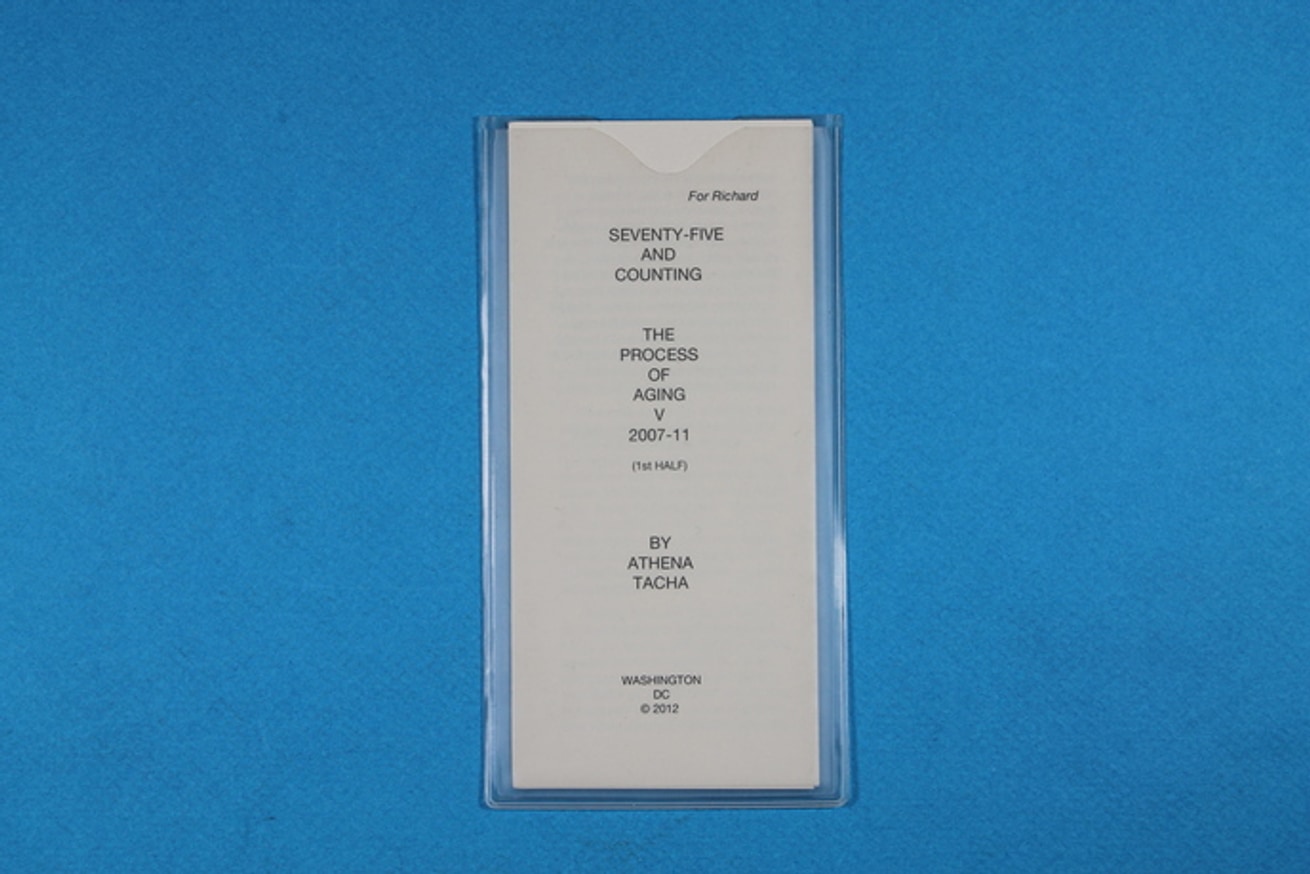 For Richard
SEVENTY-FIVE
AND
COUNTING
THE
PROCESS
OF
AGING
V
2007-11
(1st HALF)
BY
ATHENA
TACHA
WASHINGTON
DC
© 2012